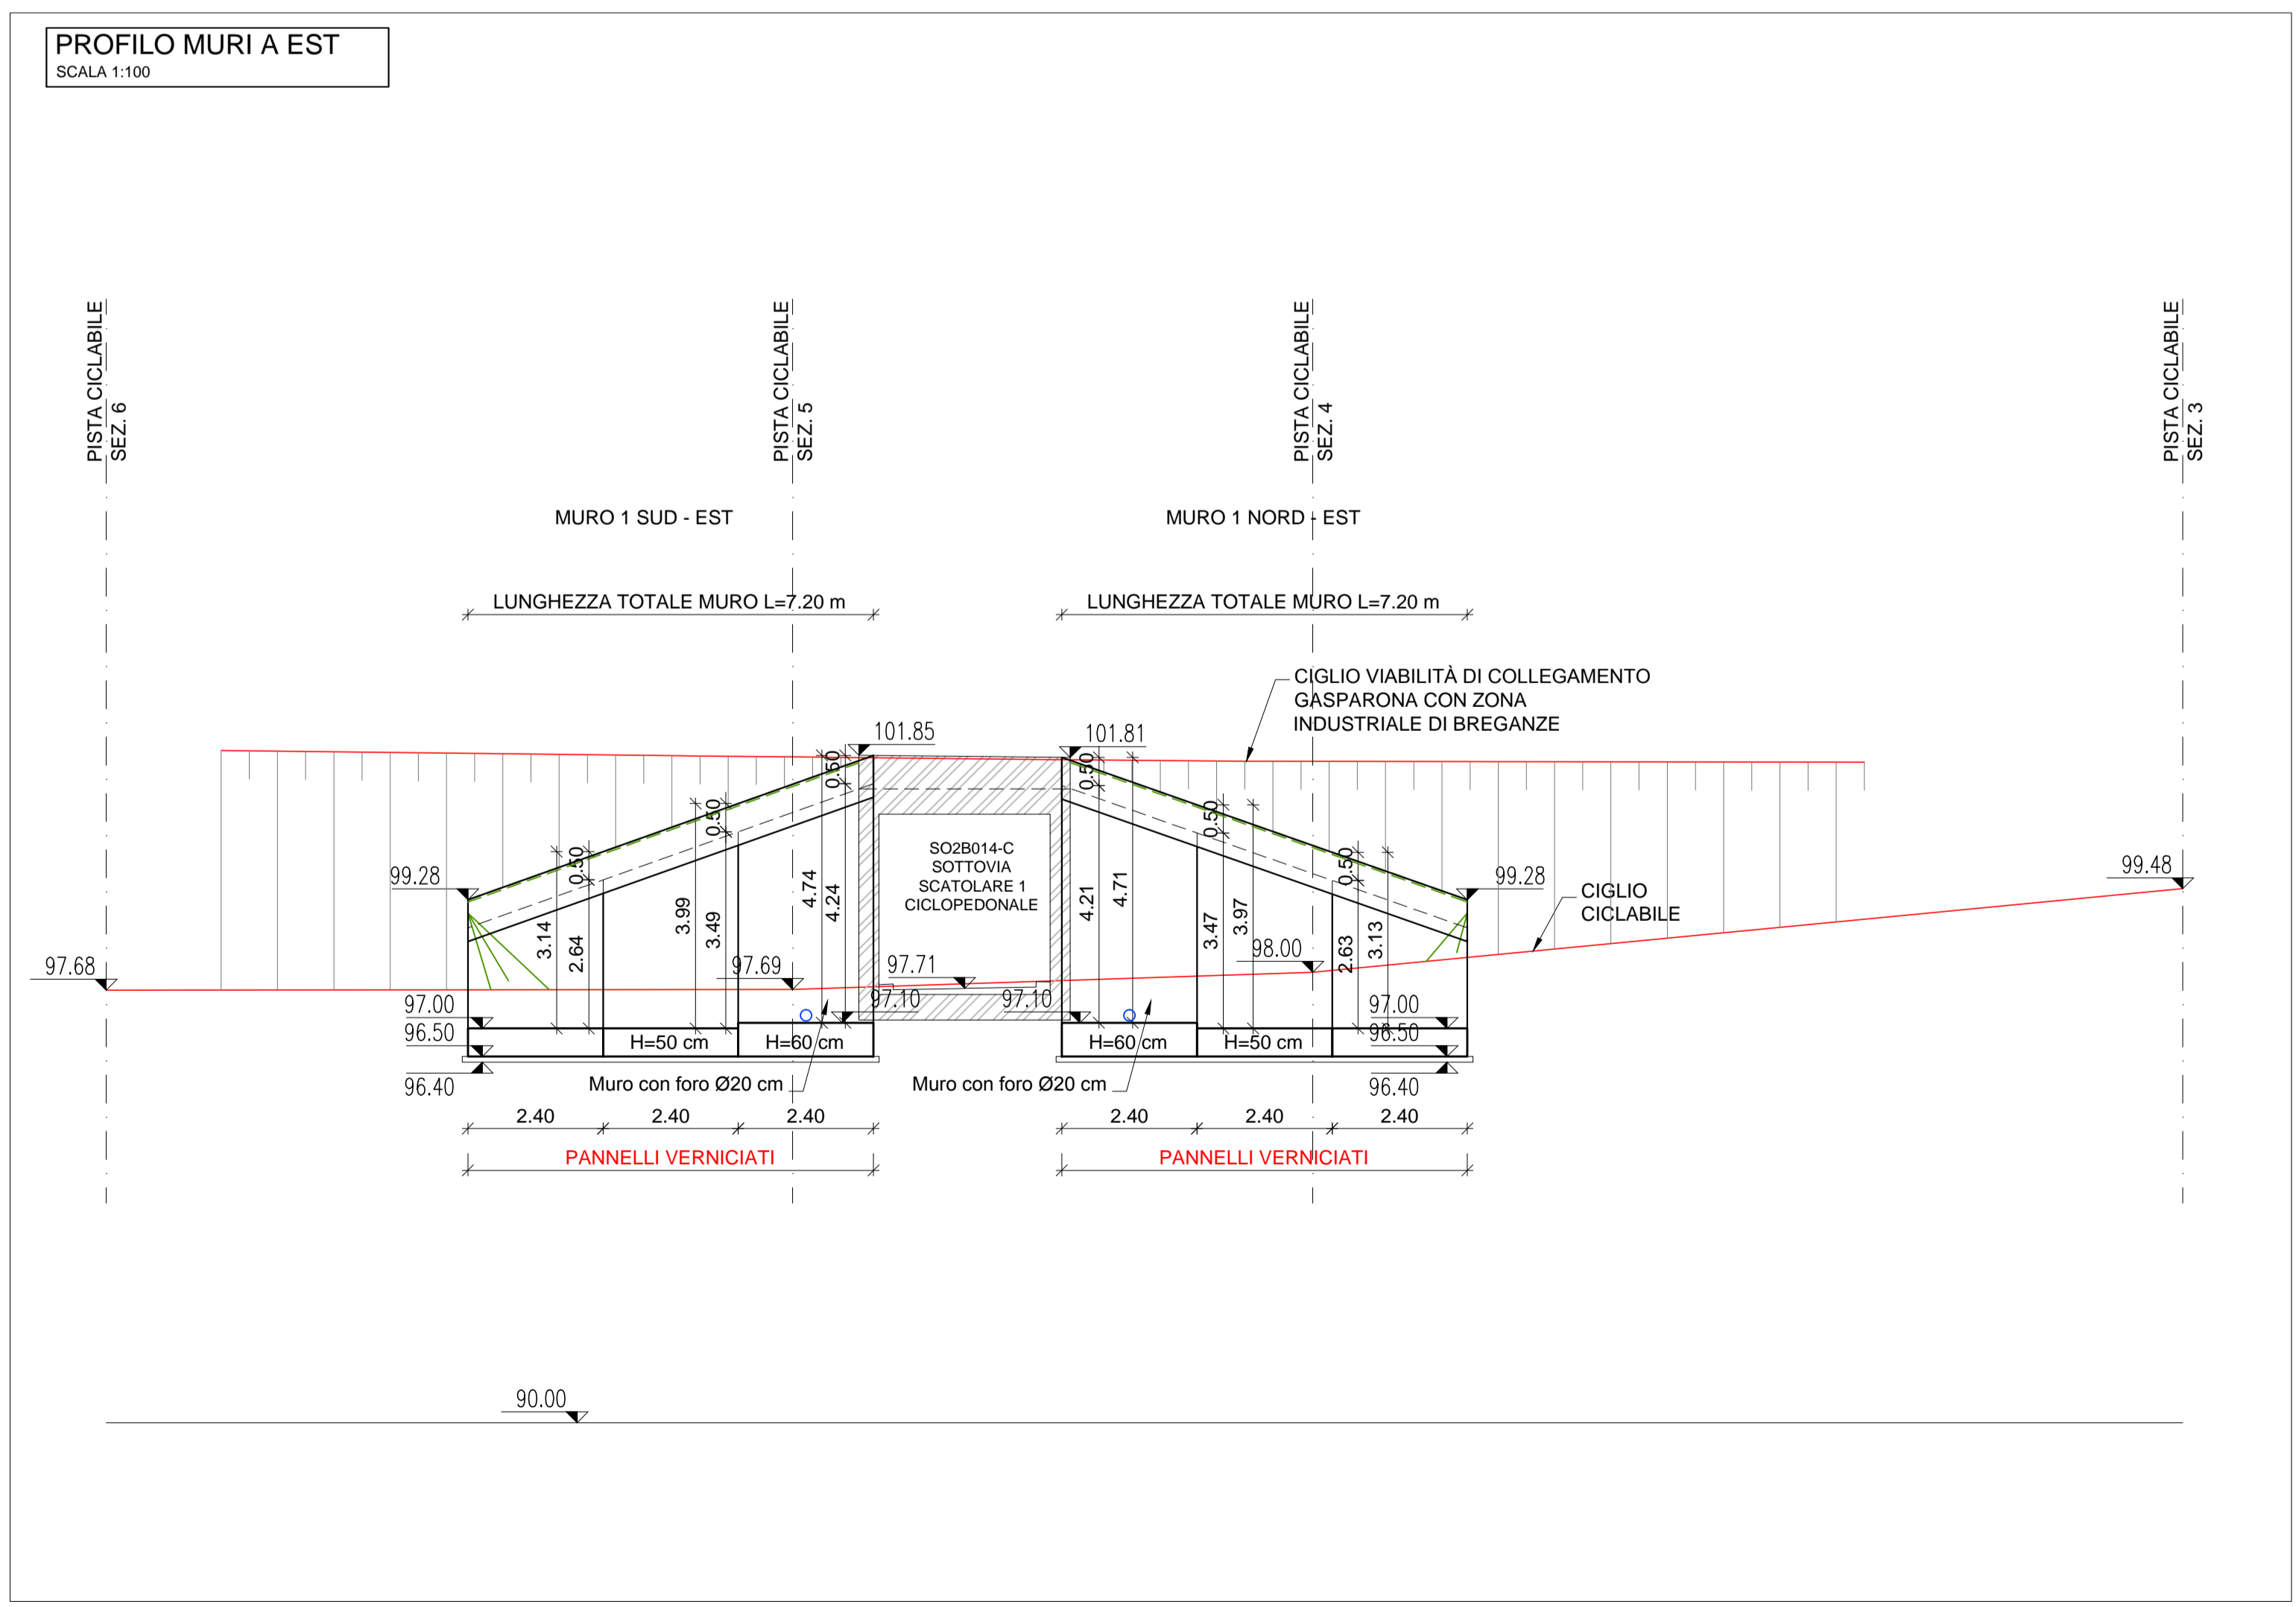 PROFILO MURI A EST
SCALA 1:100
PISTA CICLABILE
SEZ. 6
PISTA CICLABILE
SEZ. 5
PISTA CICLABILE
SEZ. 4
PISTA CICLABILE
SEZ. 3
MURO 1 SUD - EST
MURO 1 NORD - EST
LUNGHEZZA TOTALE MURO L=7.20 m
LUNGHEZZA TOTALE MURO L=7.20 m
CIGLIO VIABILITÀ DI COLLEGAMENTO
GASPARONA CON ZONA
INDUSTRIALE DI BREGANZE
101.85
101.81
0.50
0.50
0.50
0.50
0.50
0.50
SO2B014-C
SOTTOVIA
SCATOLARE 1
CICLOPEDONALE
99.28
99.28
99.48
CIGLIO
CICLABILE
3.14
2.64
3.99
3.49
4.74
4.24
4.21
4.71
3.47
3.97
2.63
3.13
97.68
97.69
97.71
98.00
97.10
97.10
97.00
96.50
96.40
97.00
96.50
96.40
H=50 cm
H=60 cm
H=60 cm
H=50 cm
Muro con foro Ø20 cm
Muro con foro Ø20 cm
2.40
2.40
2.40
2.40
2.40
2.40
PANNELLI VERNICIATI
PANNELLI VERNICIATI
90.00